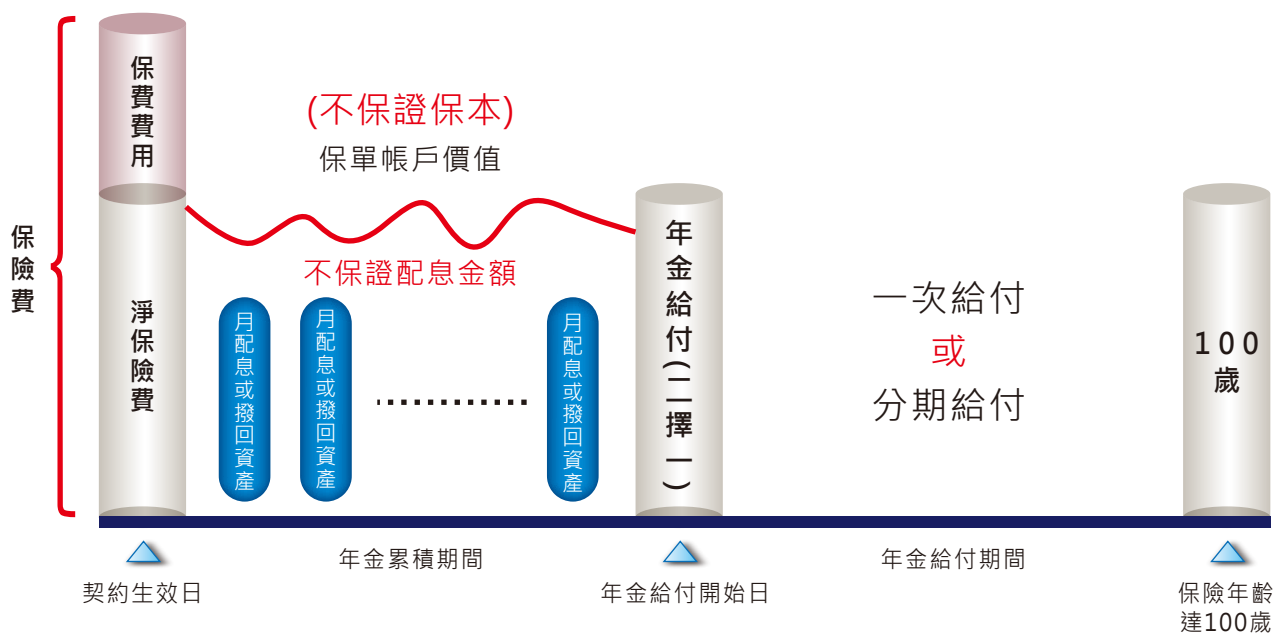 保險費
保費費用
淨保險費
(不保證保本)
保單帳戶價值
不保證配息金額
月配息或撥回資產
月配息或撥回資產
月配息或撥回資產
年金給付(二擇一)
一次給付
或
分期給付
100
歲
契約生效日
年金累積期間
年金給付開始日
年金給付期間
保險年齡
達100歲